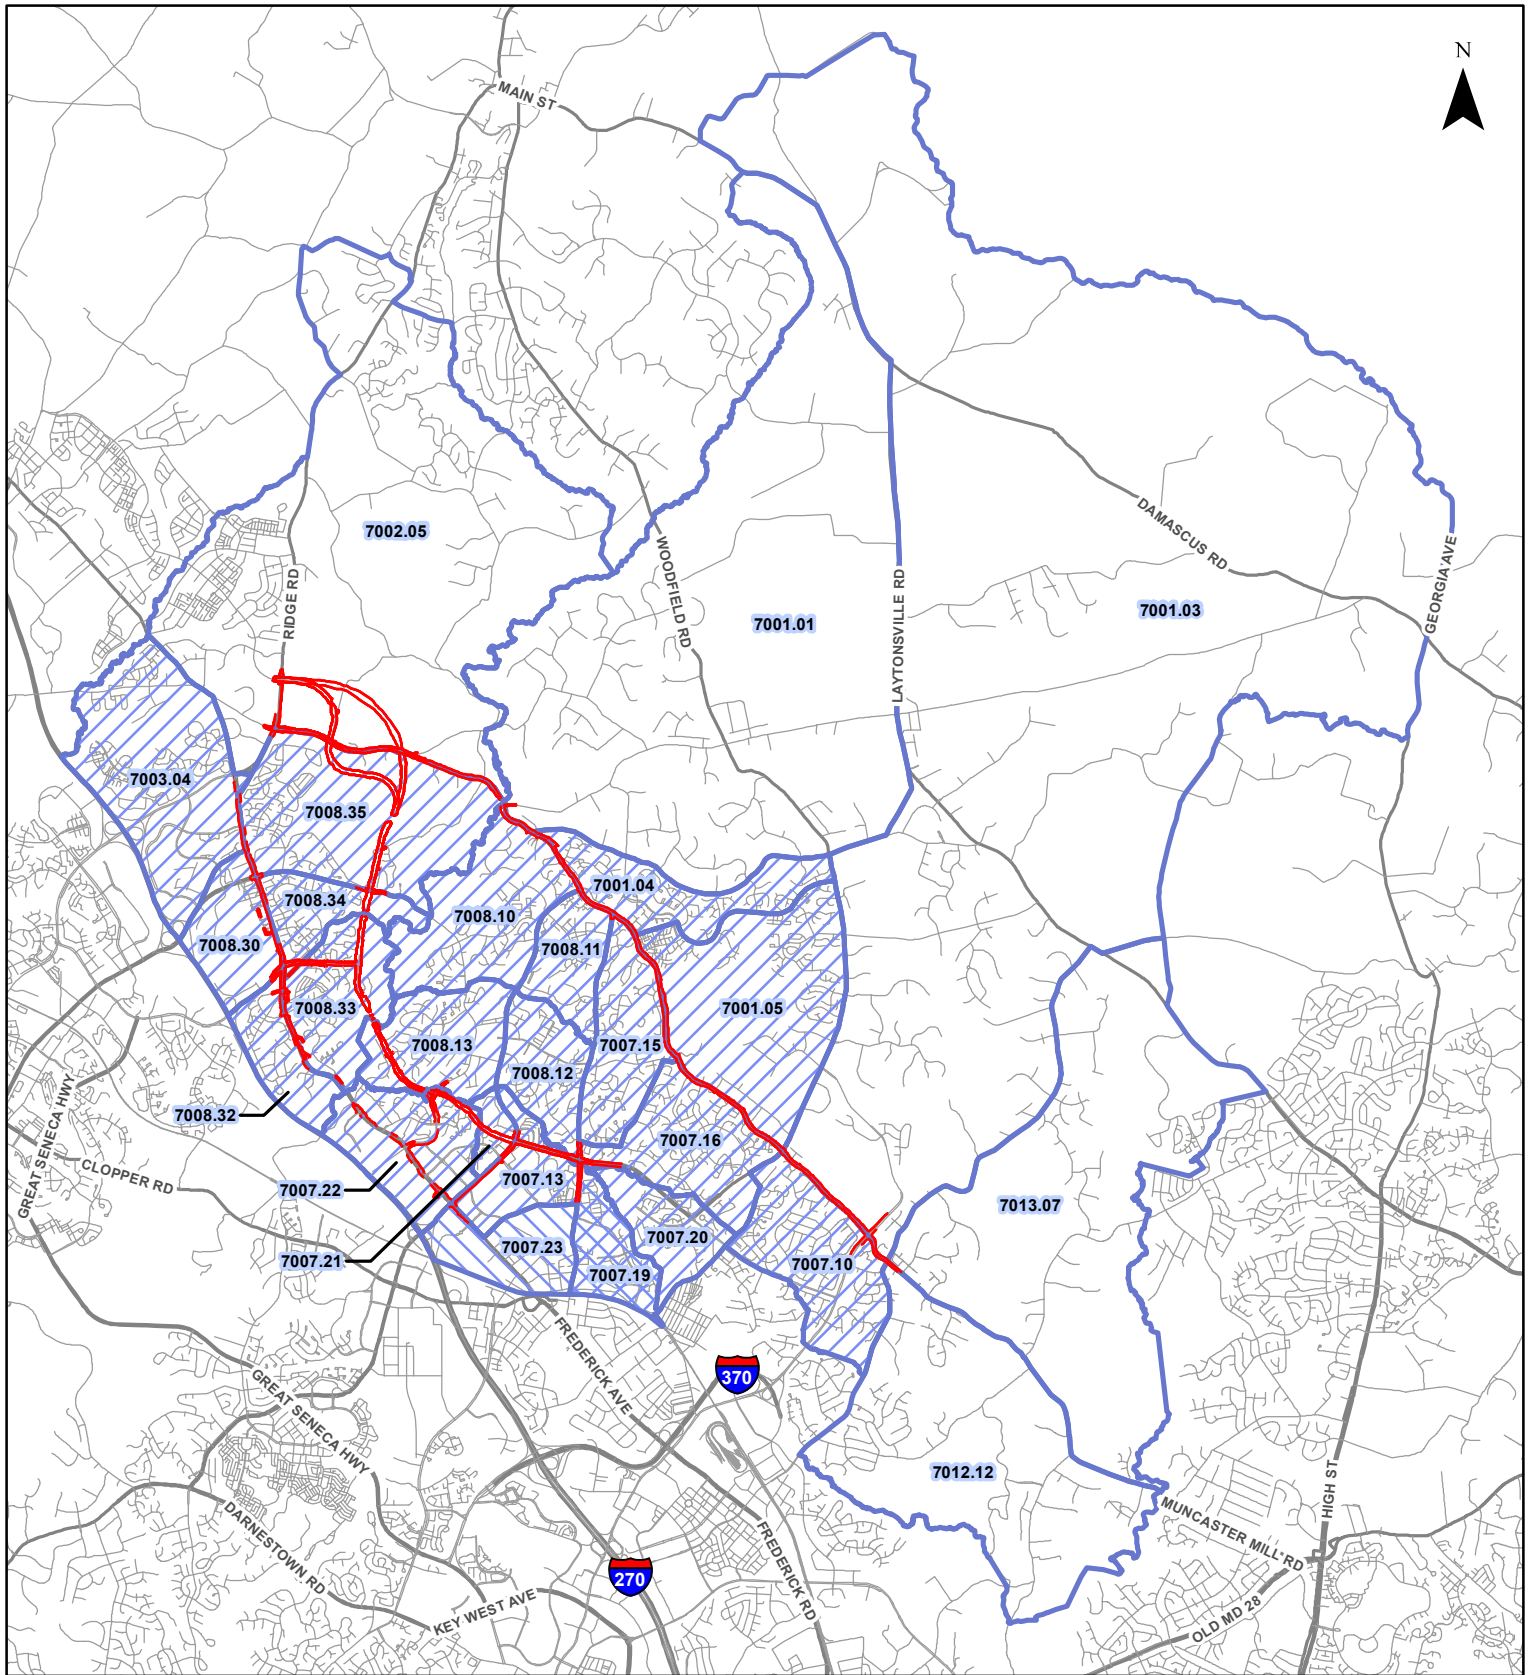 N
MAIN ST
7002.05
DAMASCUS RD
WOODFIELD RD
GEORGIA AVE
RIDGE RD
LAYTONSVILLE RD
7001.01
7001.03
7003.04
7008.35
7001.04
7008.34
7008.10
7008.30
7008.11
7008.33
7001.05
7008.13
7007.15
7008.12
7008.32
GREAT SENECA HWY
7007.16
CLOPPER RD
7007.22
7007.13
7013.07
7007.20
7007.23
7007.21
7007.19
7007.10
FREDERICK AVE
370
GREAT SENECA HWY
7012.12
HIGH ST
MUNCASTER MILL RD
DARNESTOWN RD
FREDERICK RD
270
KEY WEST AVE
OLD MD 28